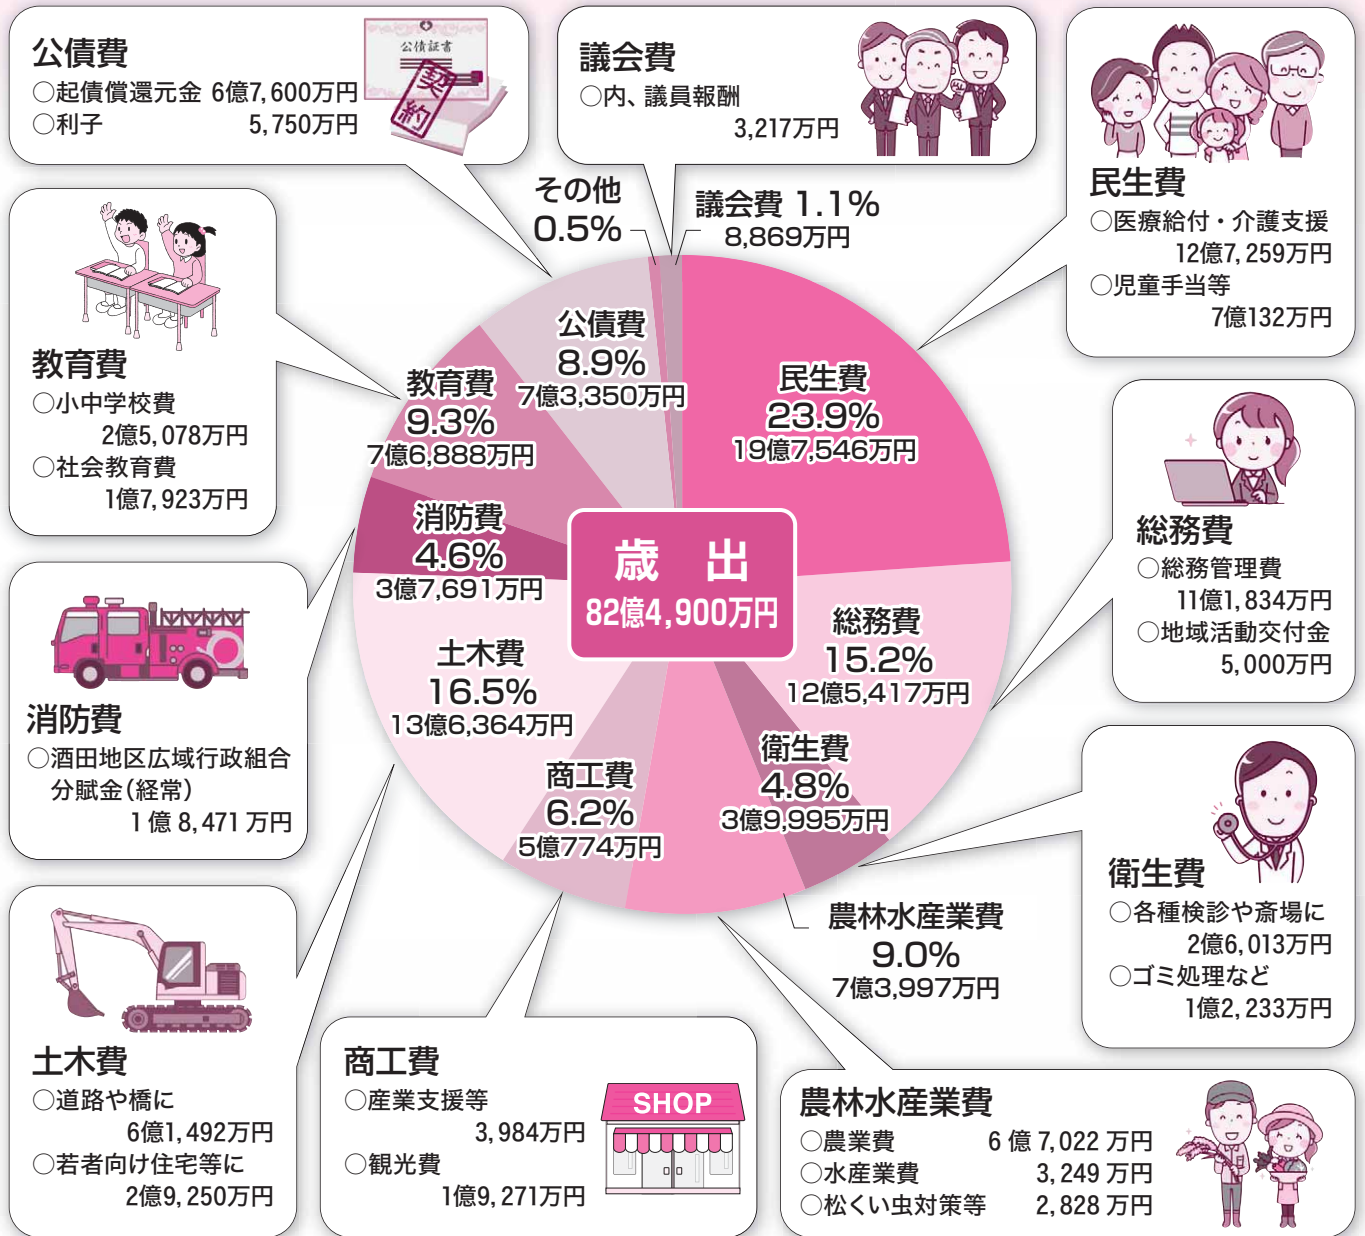 公債費
○起債償還元金 6億7,600万円
○利子 5,750万円
公債証書
契約
議会費
○内、議員報酬
3,217万円
民生費
○医療給付・介護支援
12億7,259万円
○児童手当等
7億132万円
その他
0.5%
議会費 1.1%
8,869万円
教育費
○小中学校費
2億5,078万円
○社会教育費
1億7,923万円
公債費
8.9%
7億3,350万円
教育費
9.3%
7億6,888万円
民生費
23.9%
19億7,546万円
総務費
○総務管理費
11億1,834万円
○地域活動交付金
5,000万円
消防費
4.6%
3億7,691万円
歳 出
82億4,900万円
総務費
15.2%
12億5,417万円
土木費
16.5%
13億6,364万円
消防費
○酒田地区広域行政組合
分賦金(経常)
1億8,471万円
商工費
6.2%
5億774万円
衛生費
4.8%
3億9,995万円
農林水産業費
9.0%
7億3,997万円
衛生費
○各種検診や斎場に
2億6,013万円
○ゴミ処理など
1億2,233万円
土木費
○道路や橋に
6億1,492万円
○若者向け住宅等に
2億9,250万円
商工費
○産業支援等
3,984万円
○観光費
1億9,271万円
SHOP
農林水産業費
○農業費 6億7,022万円
○水産業費 3,249万円
○松くい虫対策等 2,828万円